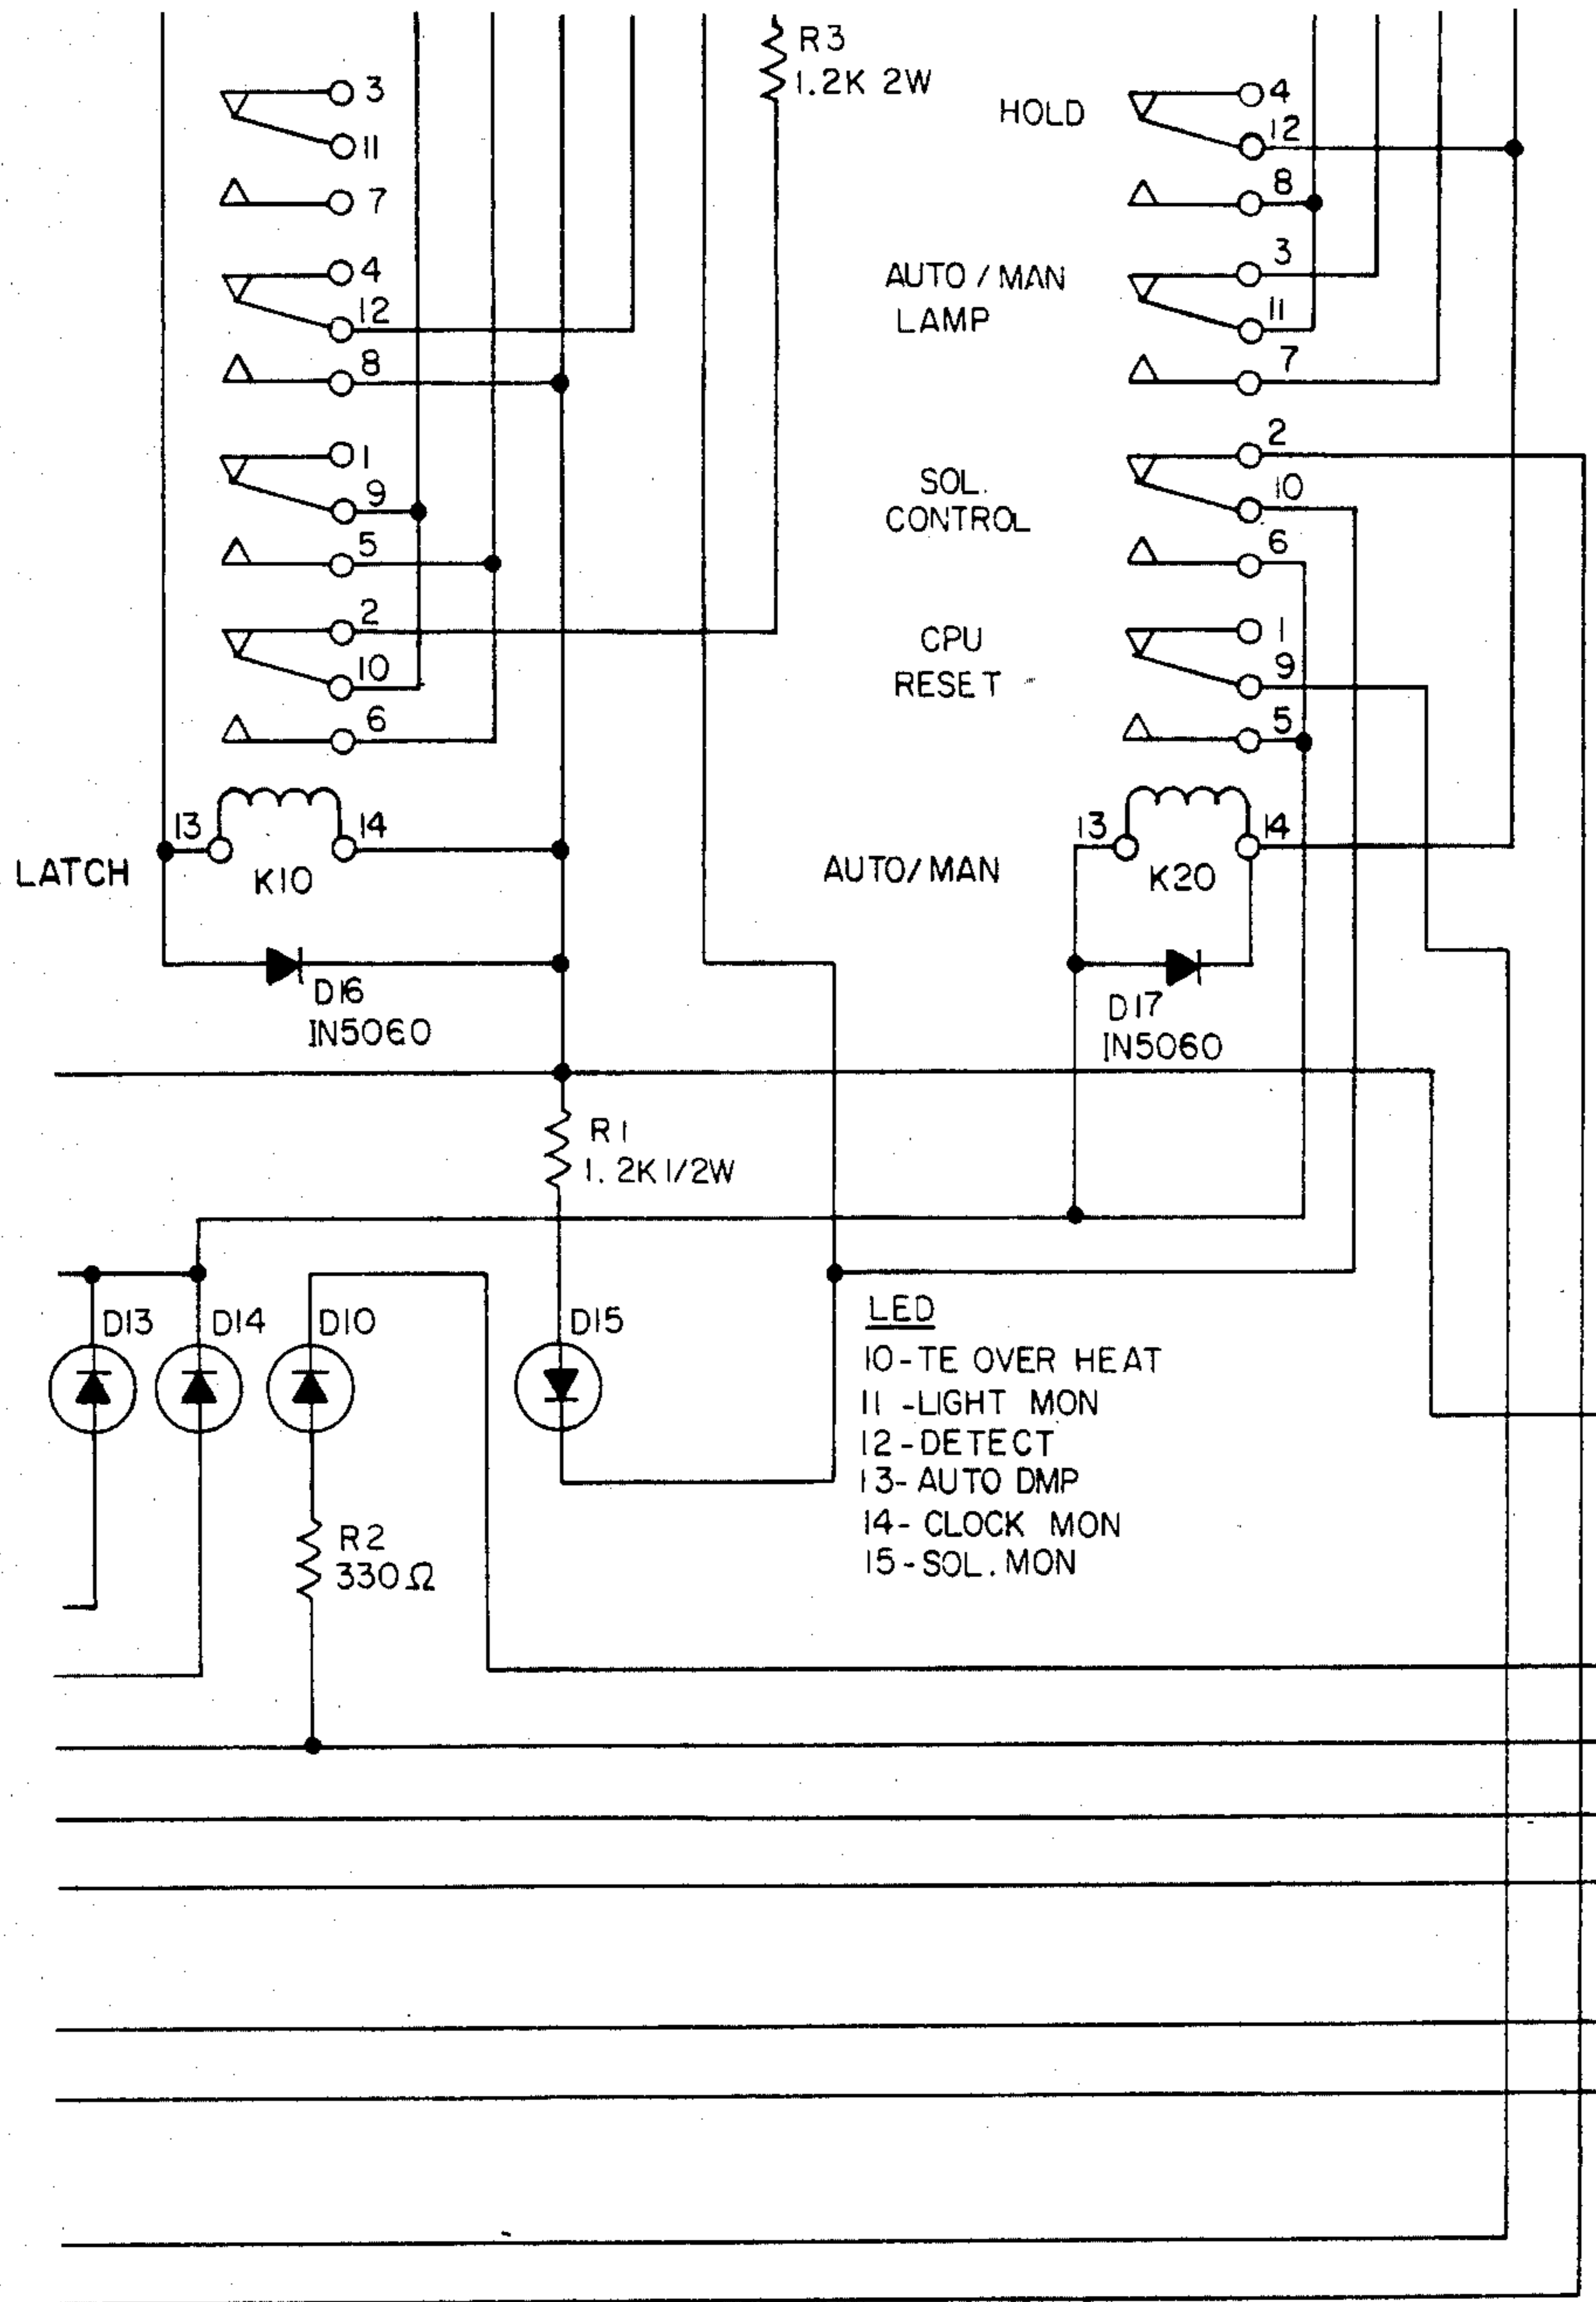 R3
1.2K 2W
3
11
7
4
12
8
1
9
5
2
10
6
13
14
LATCH
K10
D16
IN5060
HOLD
4
12
8
AUTO / MAN
LAMP
3
11
7
SOL.
CONTROL
2
10
6
CPU
RESET
1
9
5
13
14
AUTO/MAN
K20
D17
IN5060
R1
1.2K 1/2W
D13
D14
D10
D15
R2
330Ω
LED
10-TE OVER HEAT
11-LIGHT MON
12-DETECT
13-AUTO DMP
14-CLOCK MON
15-SOL. MON